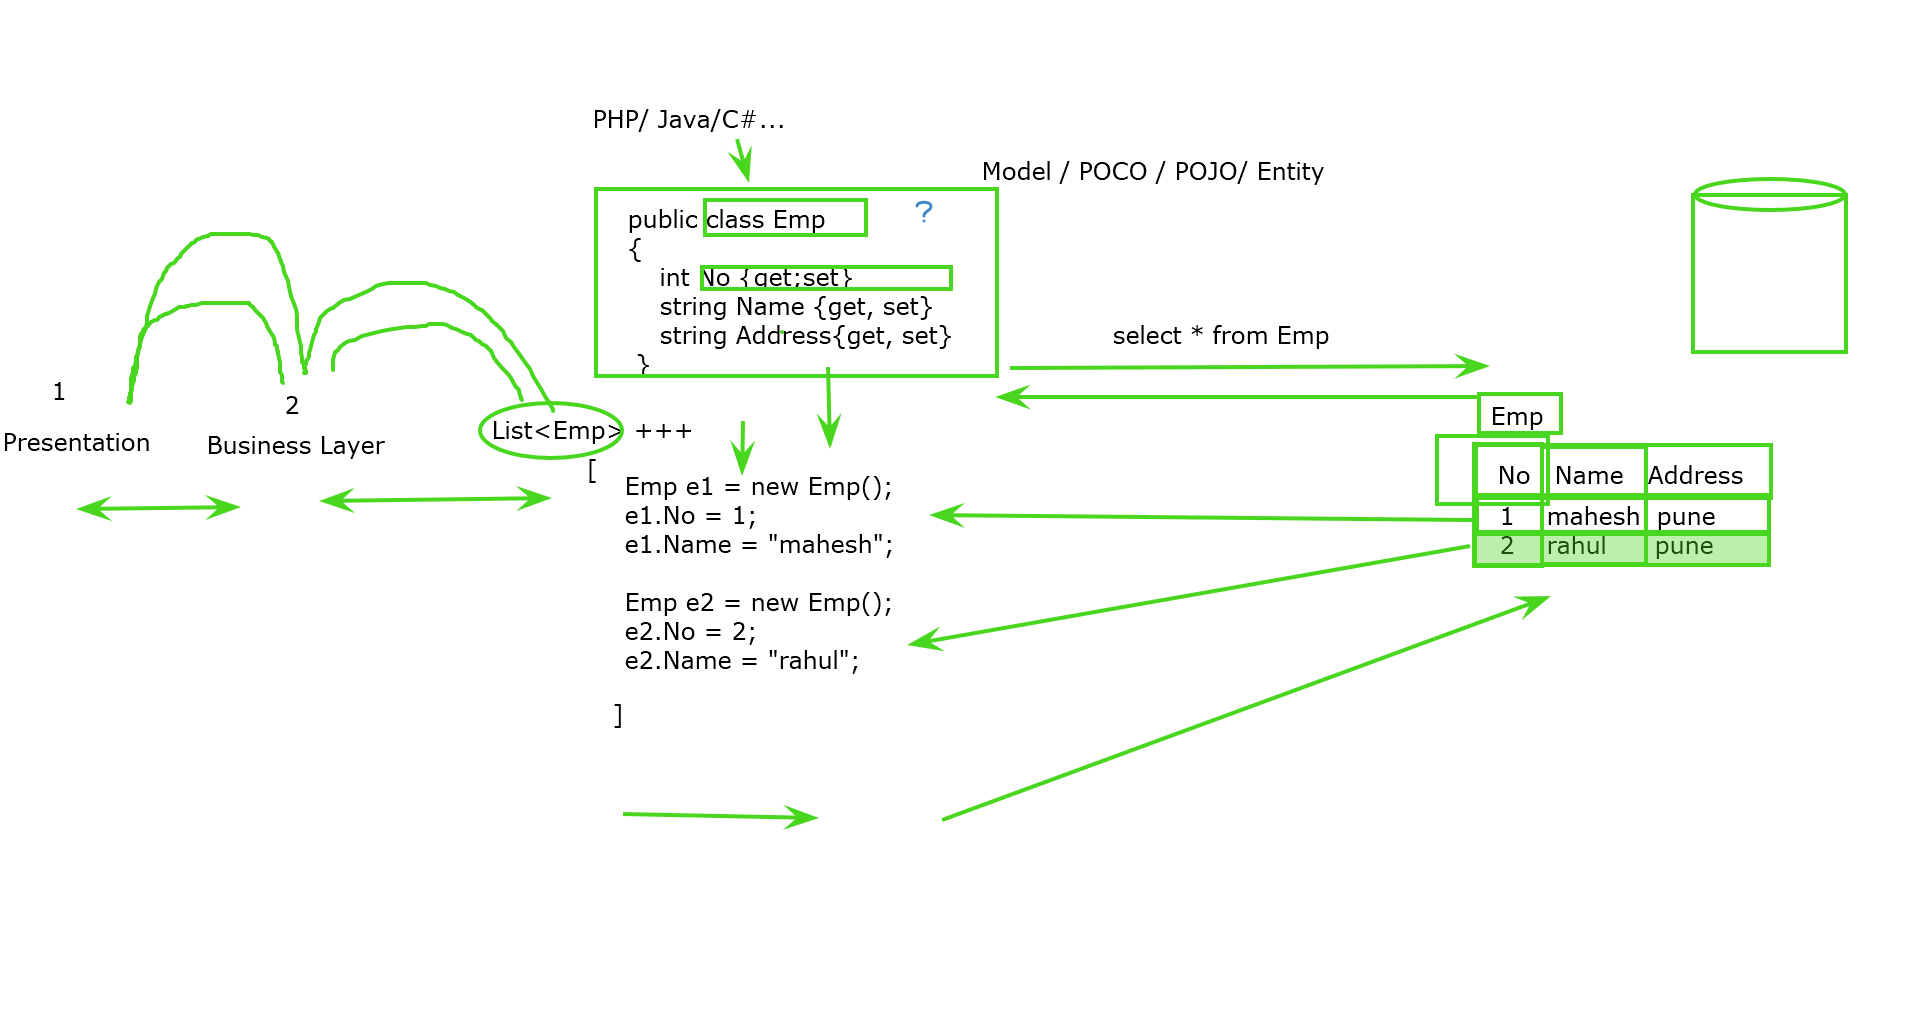 PHP/ Java/C#...
Model / POCO / POJO/ Entity
public class Emp
?
{
int No {get;set}
string Name {get, set}
string Address{get, set}
}
select * from Emp
1
Presentation
2
Business Layer
List<Emp> +++
[
Emp e1 = new Emp();
e1.No = 1;
e1.Name = "mahesh";
Emp e2 = new Emp();
e2.No = 2;
e2.Name = "rahul";
]
Emp
No Name Address
1 mahesh pune
2 rahul pune